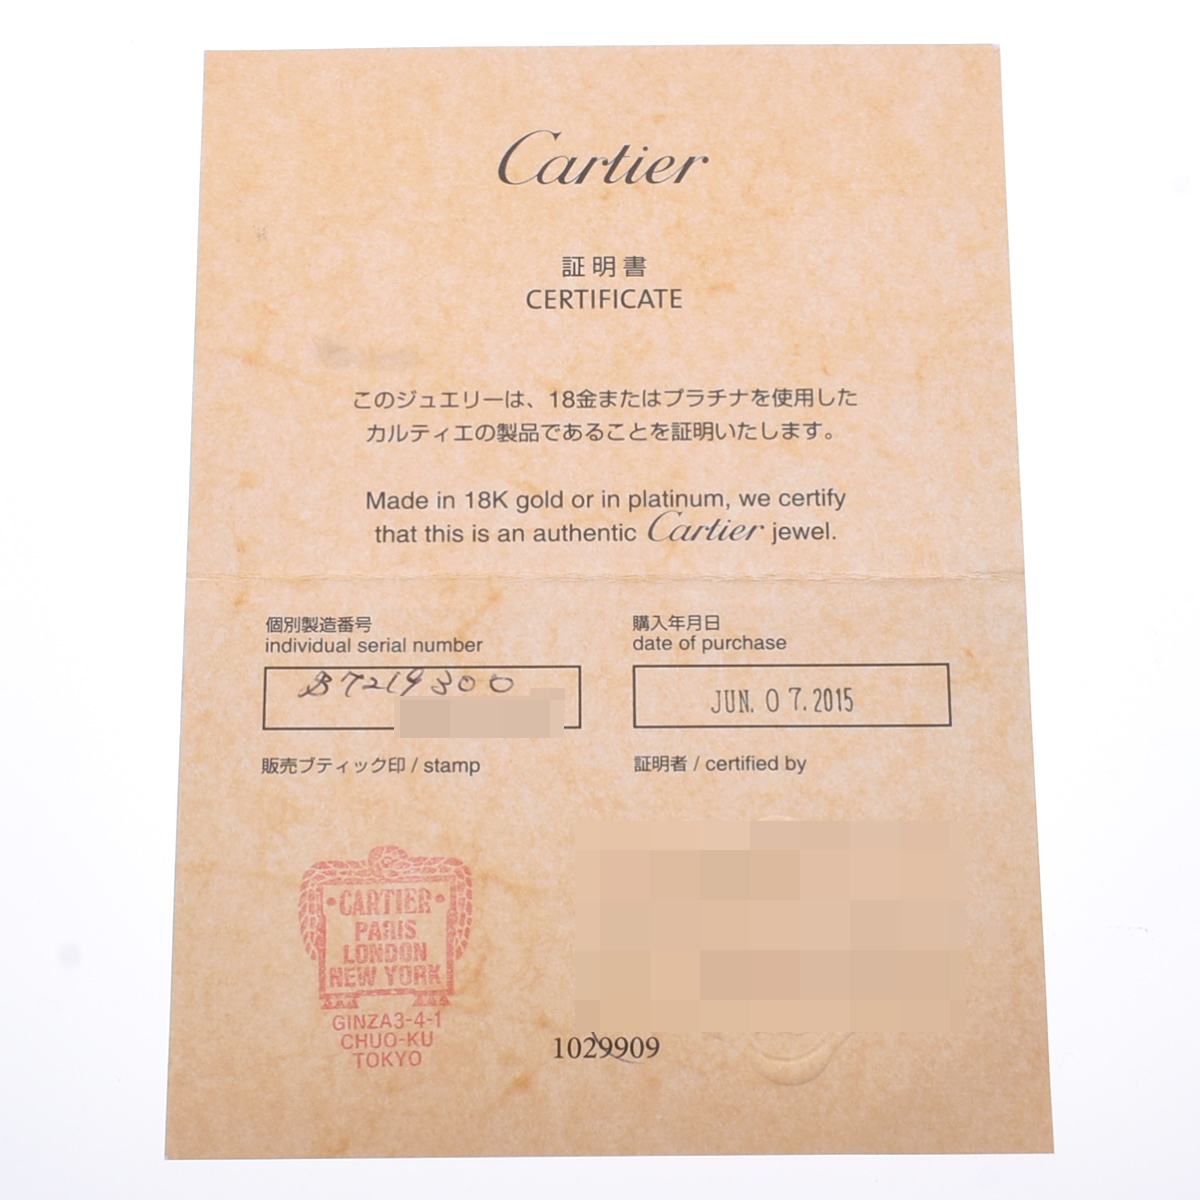 Cartier
証明書
CERTIFICATE
このジュエリーは、18金またはプラチナを使用した
カルティエの製品であることを証明いたします。
Made in 18K gold or in platinum, we certify
that this is an authentic Cartier jewel.
個別製造番号
individual serial number
B7219300
購入年月日
date of purchase
JUN. 07.2015
販売ブティック印 / stamp
証明者 / certified by
•CARTIER•
PARIS
LONDON
NEW YORK
GINZA3-4-1
CHUO-KU
TOKYO
1029909